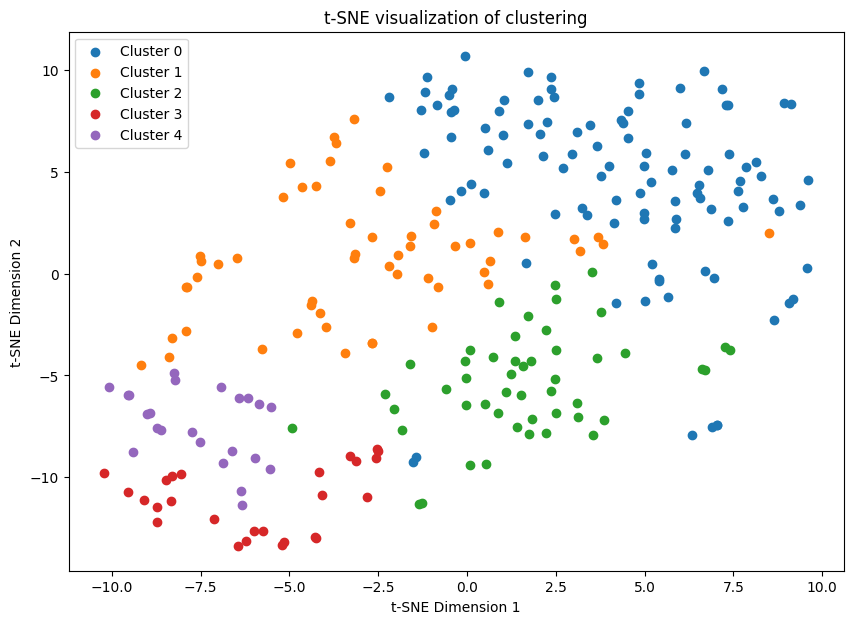 t-SNE visualization of clustering
Cluster 0
Cluster 1
Cluster 2
Cluster 3
Cluster 4
t-SNE Dimension 2
10
5
0
−5
−10
−10.0 −7.5 −5.0 −2.5 0.0 2.5 5.0 7.5 10.0
t-SNE Dimension 1